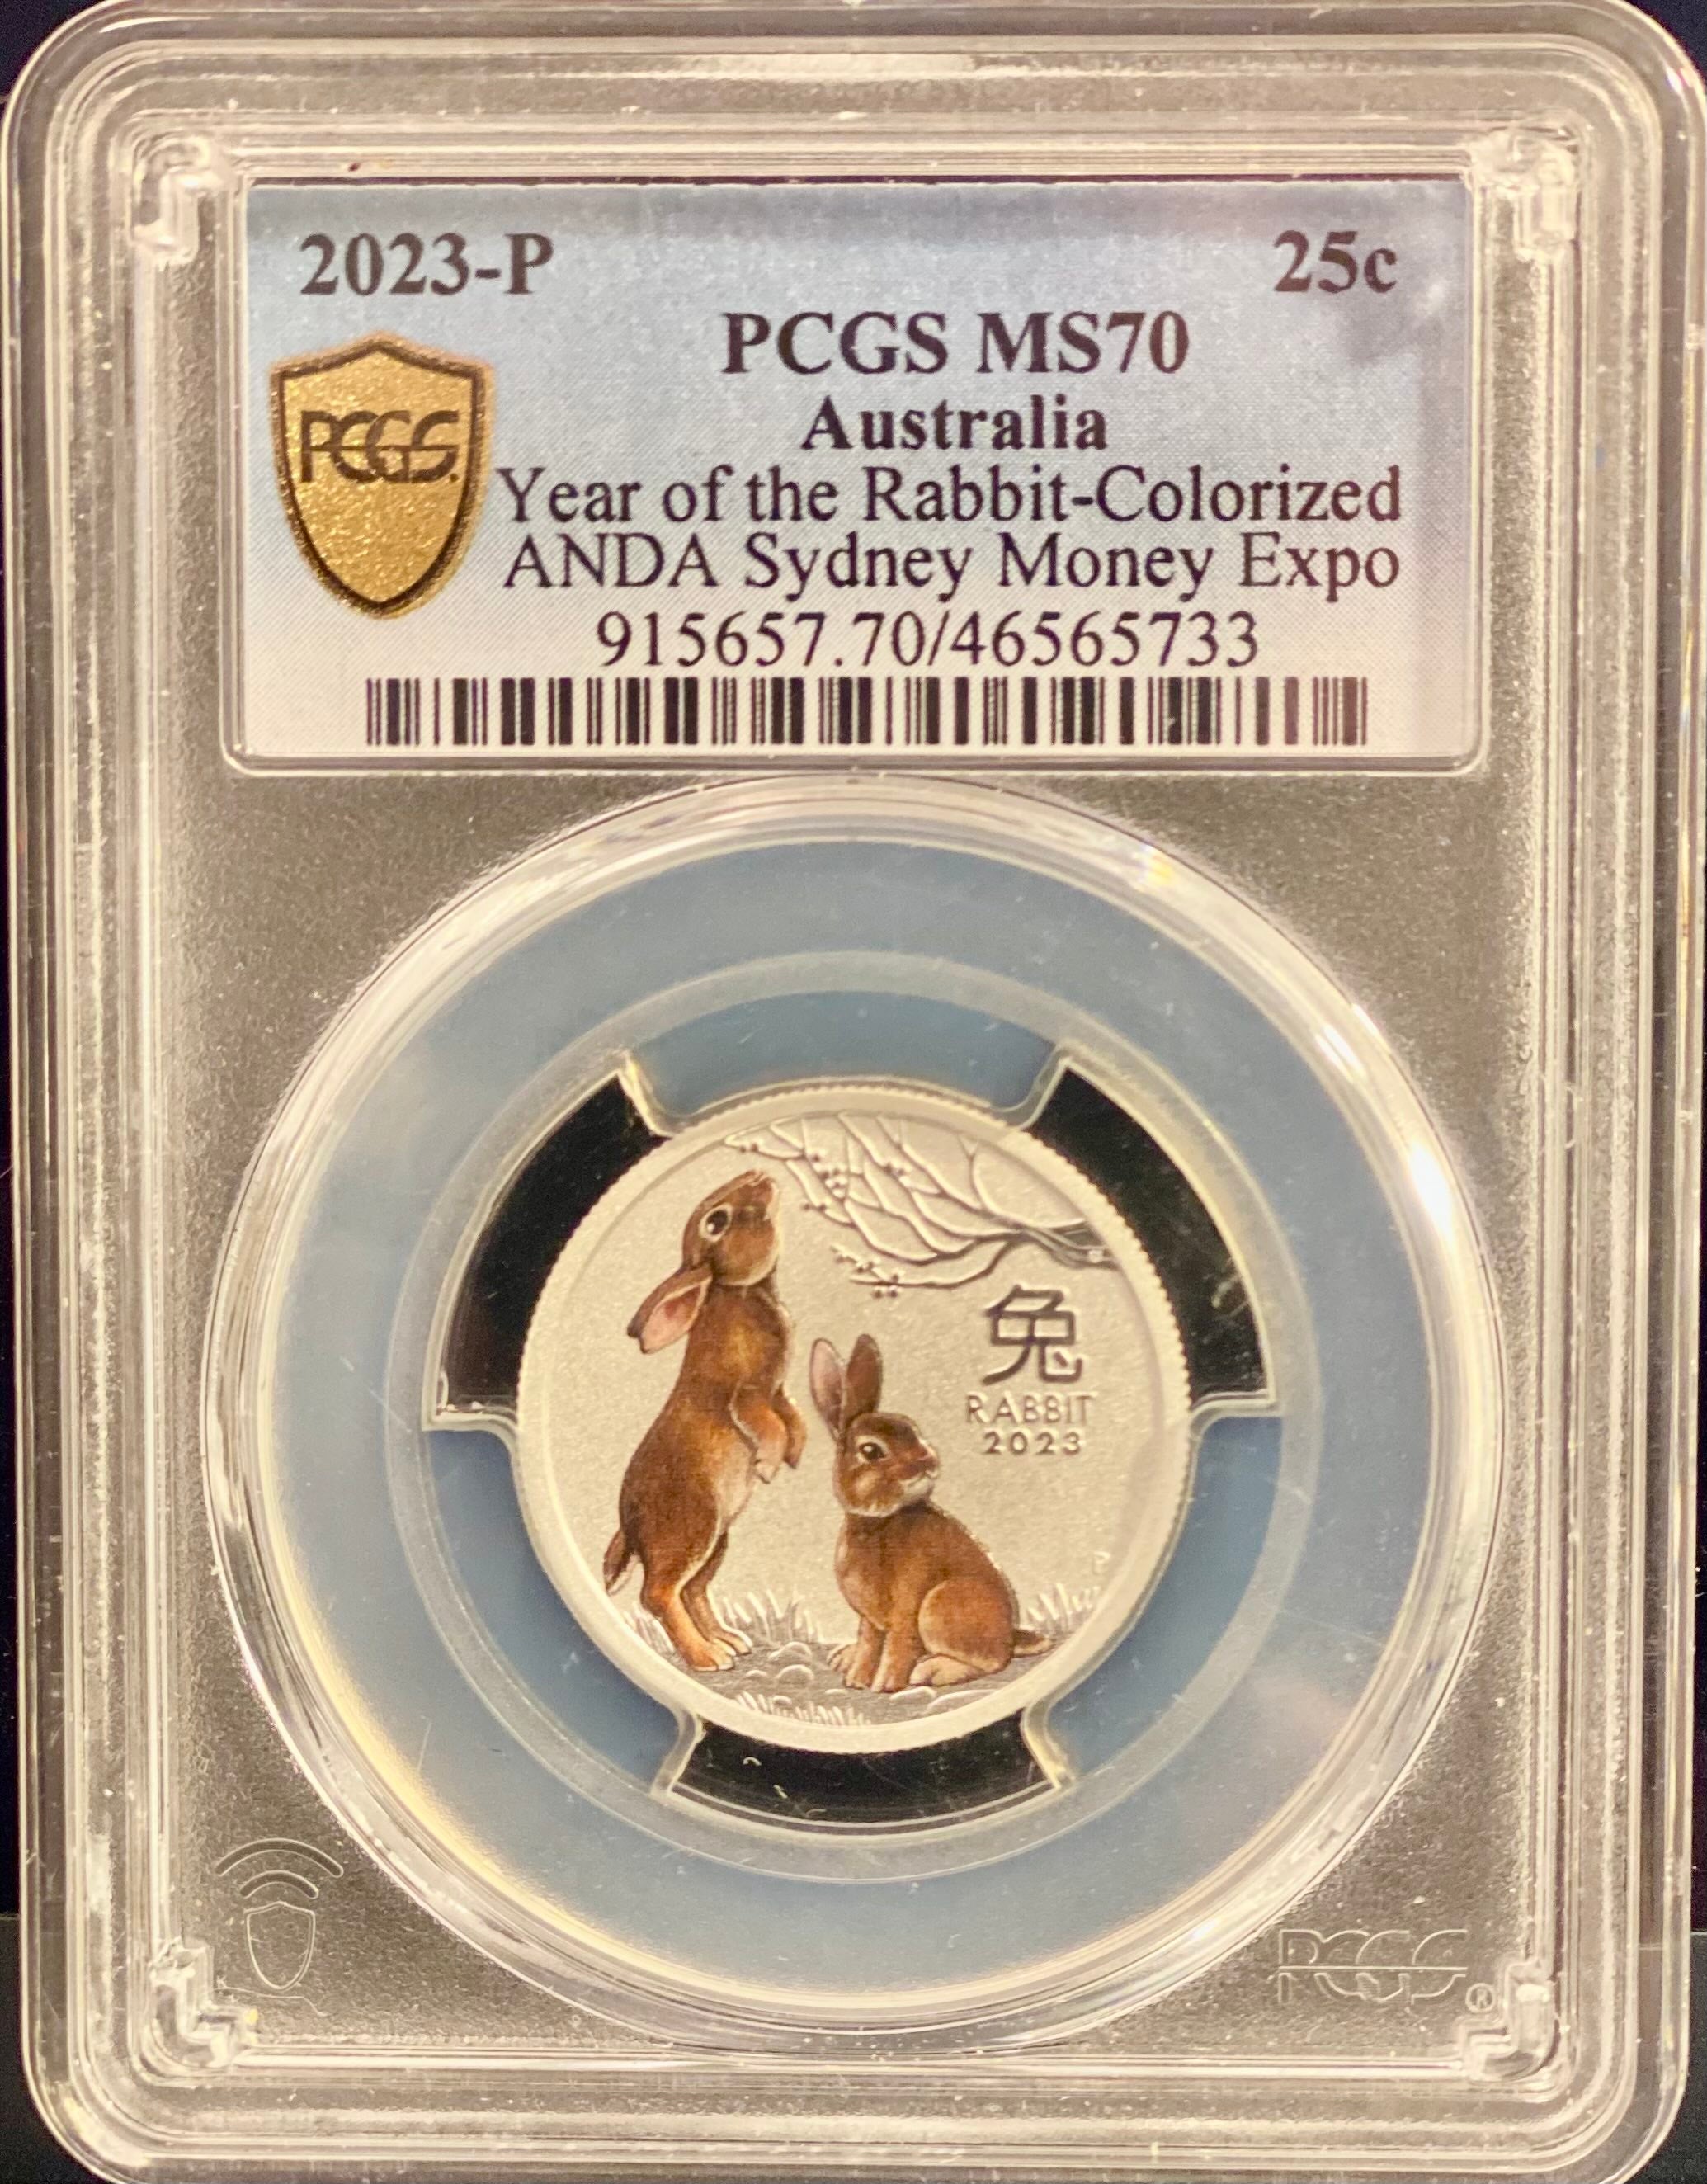 2023-P 25c
PCGS MS70
PCGS
Australia
Year of the Rabbit-Colorized
ANDA Sydney Money Expo
915657.70/46565733
兔
RABBIT
2023
P
PCGS®